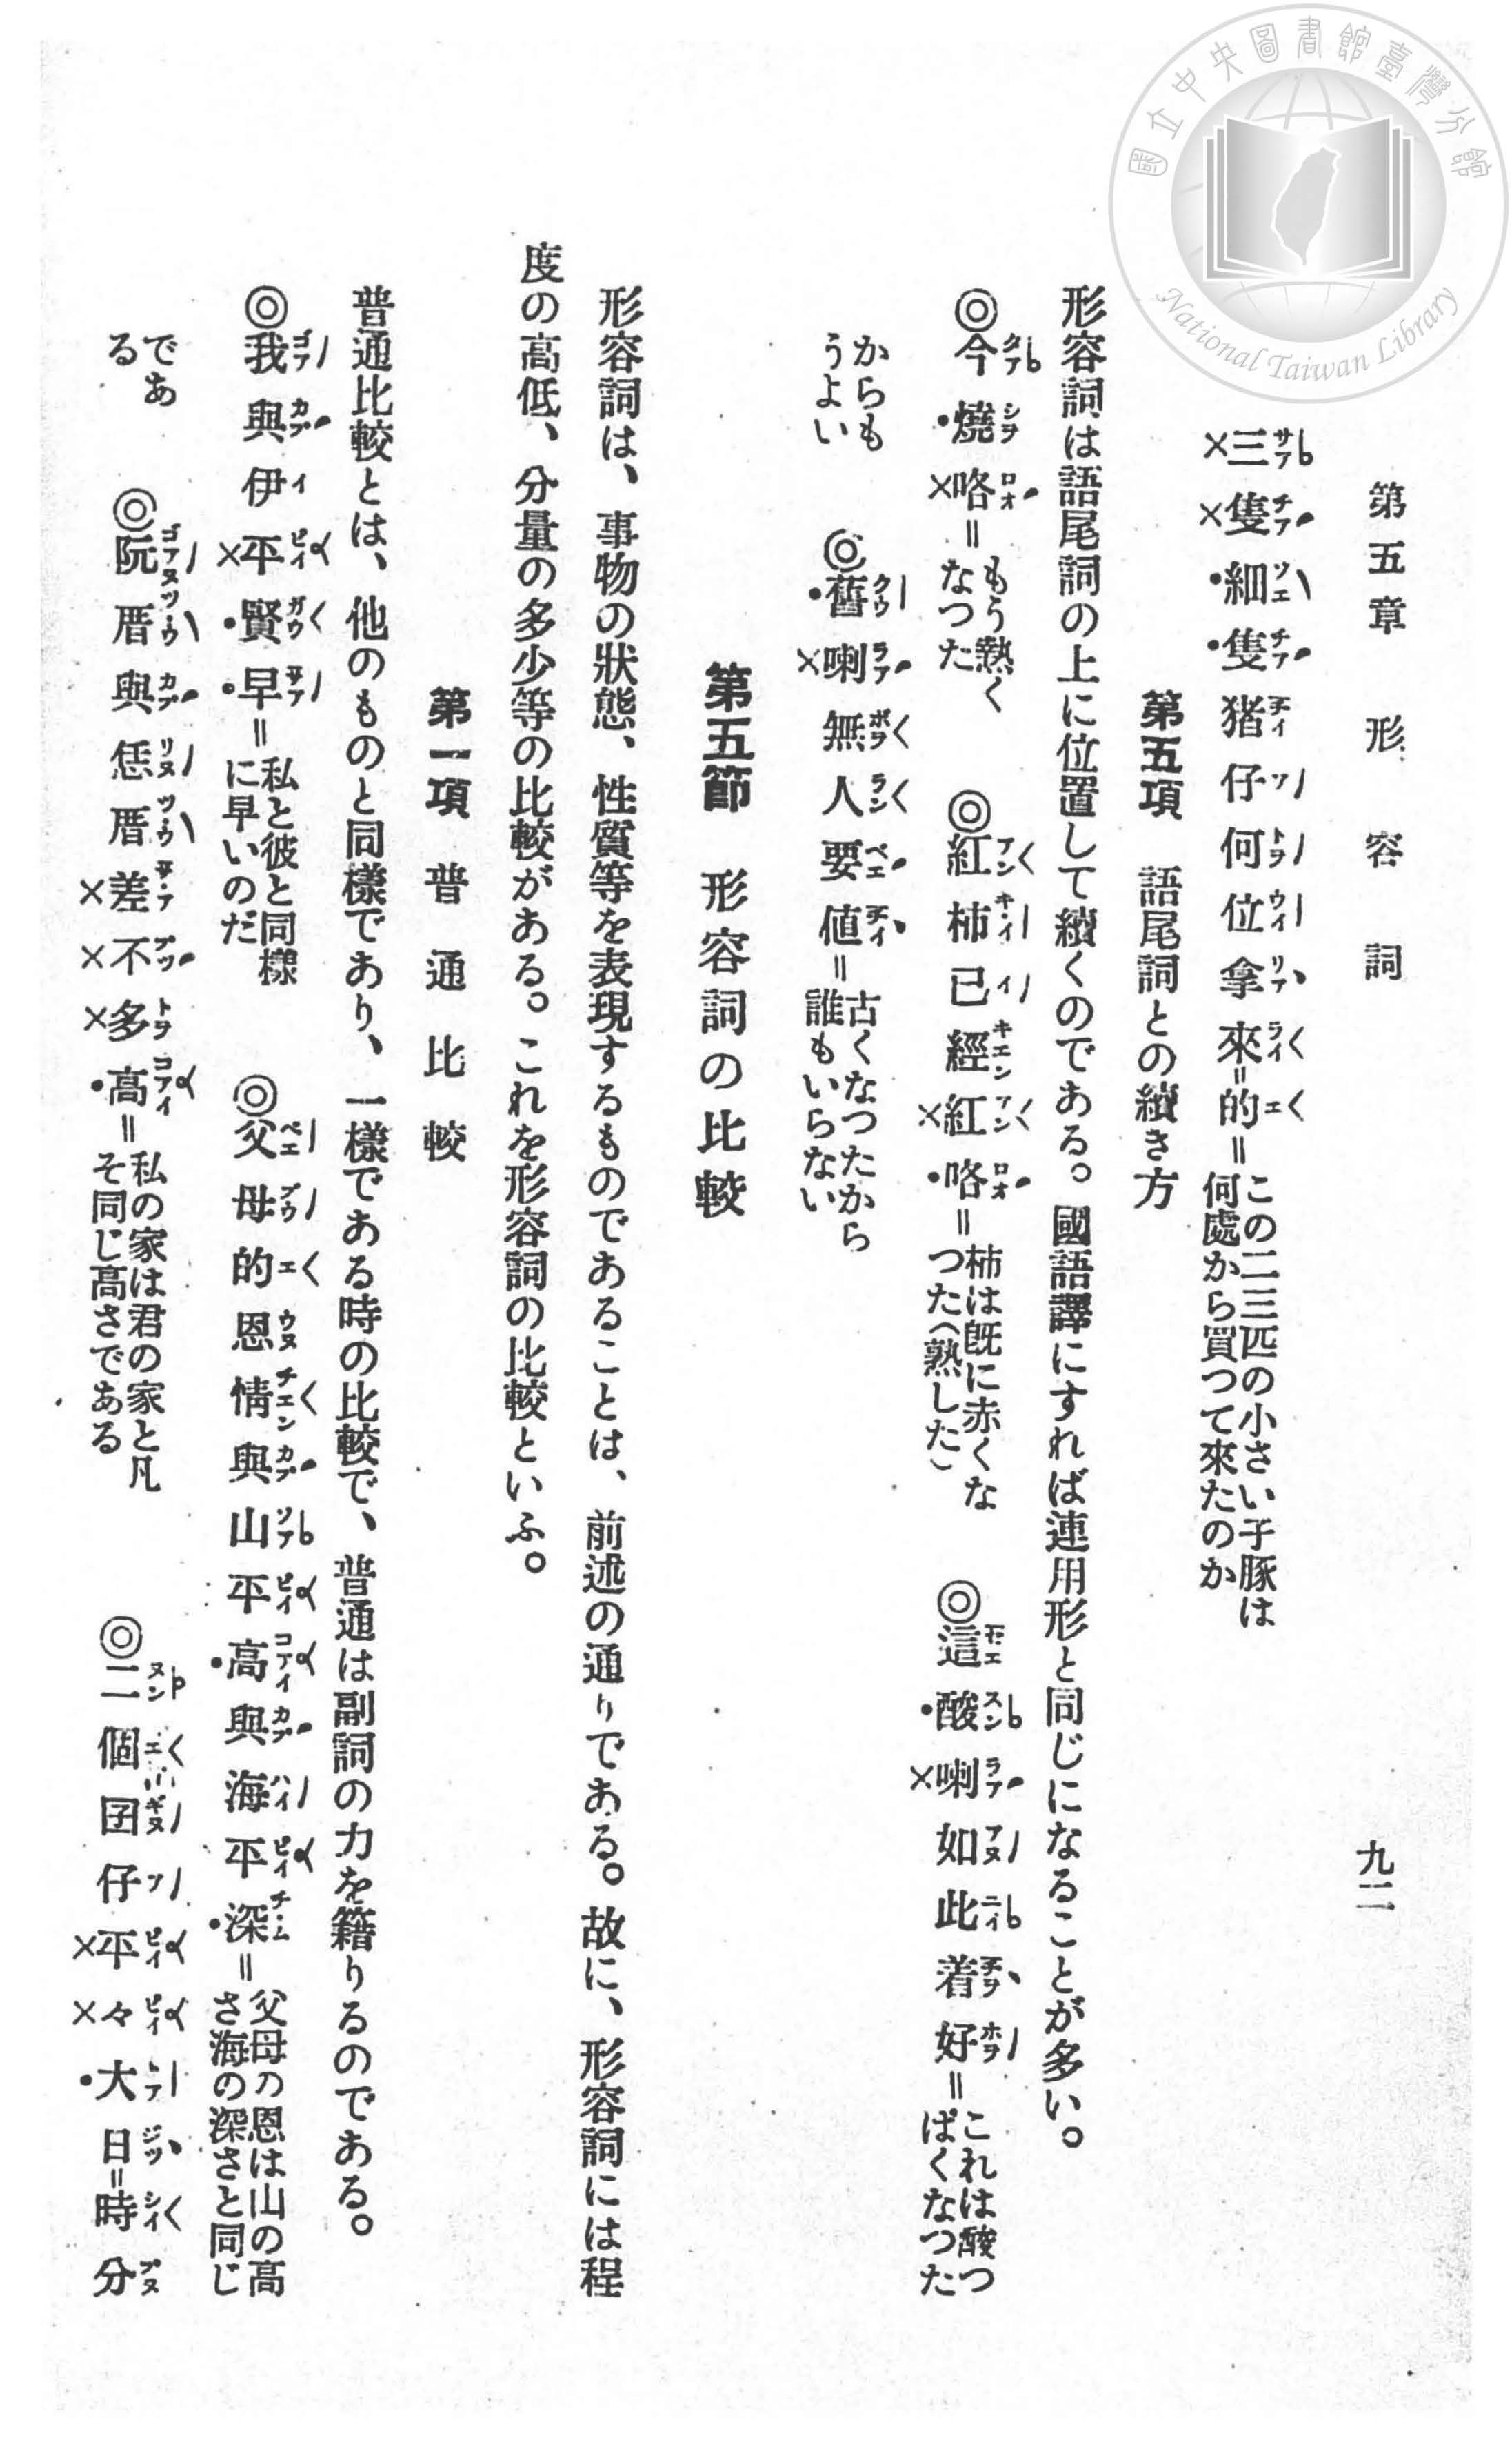 國立中央圖書館臺灣分館
National Taiwan Library
第五章 形容詞 九二
×三×隻•細•隻猪仔何位拿來=的=この二三匹の小さい子豚は何處から買つて來たのか
第五項 語尾詞との續き方
形容詞は語尾詞の上に位置して續くのである。國語譯にすれば連用形と同じになることが多い。
◎今•燒×咯=もう熱くなつた ◎紅柿已經×紅•咯=柿は既に赤くなつた(熟した) ◎這•酸×喇如此着好=これは酸つぱくなつた
からもうよい ◎•舊×喇無人要値=古くなつたから誰もいらない
第五節 形容詞の比較
形容詞は、事物の狀態、性質等を表現するものであることは、前述の通りである。故に、形容詞には程
度の高低、分量の多少等の比較がある。これを形容詞の比較といふ。
第一項 普通比較
普通比較とは、他のものと同樣であり、一樣である時の比較で、普通は副詞の力を籍りるのである。
◎我與伊×平•賢•早=私と彼と同樣に早いのだ ◎父母的恩情與山平•高與海平•深=父母の恩は山の高さ海の深さと同じ
である ◎阮厝與恁厝×差×不×多•高=私の家は君の家と凡そ同じ高さである ◎二個囝仔×平×々•大日=時分